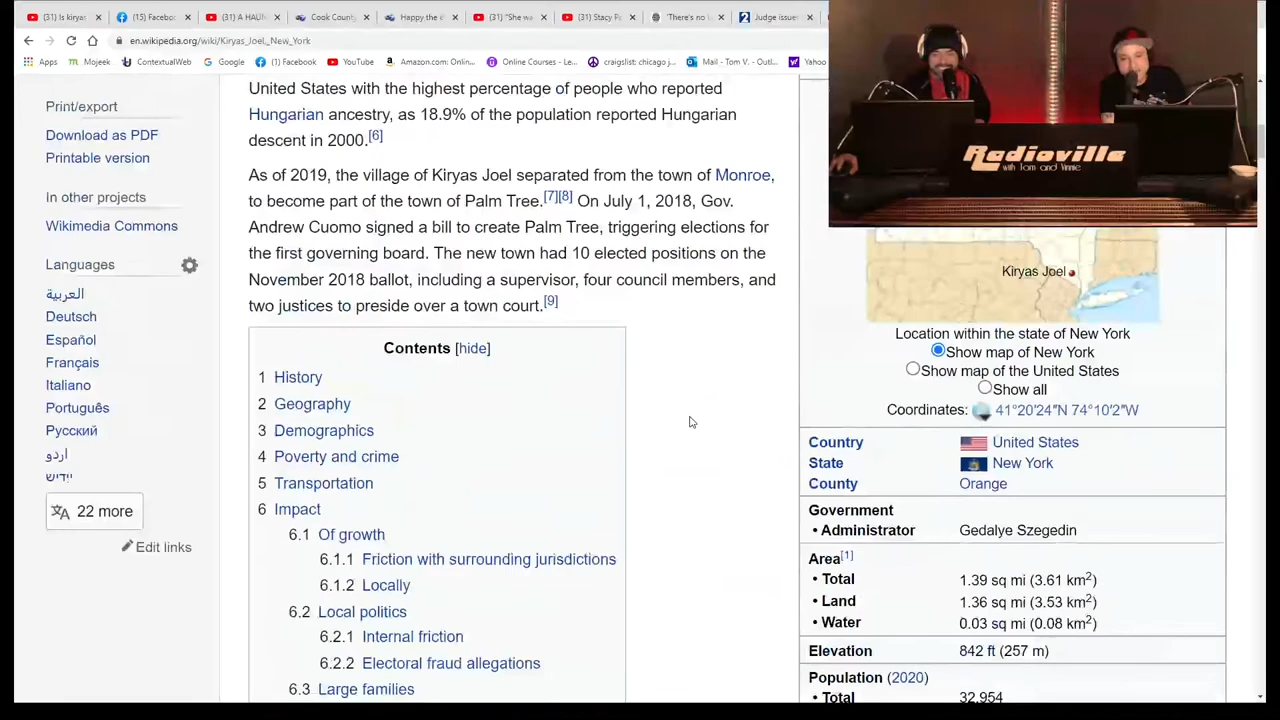 (31) Is kiryas
(15) Facebo
(31) A HAUN
Cook Coun
Happy the e
(31) "She wa
(31) Stacy P
'There's no
Judge issue
en.wikipedia.org/wiki/Kiryas_Joel,_New_York
Apps
Mojeek
ContextualWeb
Google
(1) Facebook
YouTube
Amazon.com: Onlin...
Online Courses - Le...
craigslist: chicago j...
Mail - Tom V. - Outl...
Yahoo
Radioville
with Tom and Vinnie
Print/export
Download as PDF
Printable version
In other projects
Wikimedia Commons
Languages
العربية
Deutsch
Español
Français
Italiano
Português
Русский
اردو
ייִדיש
22 more
Edit links
United States with the highest percentage of people who reported
Hungarian ancestry, as 18.9% of the population reported Hungarian
descent in 2000.[6]
As of 2019, the village of Kiryas Joel separated from the town of Monroe,
to become part of the town of Palm Tree.[7][8] On July 1, 2018, Gov.
Andrew Cuomo signed a bill to create Palm Tree, triggering elections for
the first governing board. The new town had 10 elected positions on the
November 2018 ballot, including a supervisor, four council members, and
two justices to preside over a town court.[9]
Contents [hide]
1 History
2 Geography
3 Demographics
4 Poverty and crime
5 Transportation
6 Impact
6.1 Of growth
6.1.1 Friction with surrounding jurisdictions
6.1.2 Locally
6.2 Local politics
6.2.1 Internal friction
6.2.2 Electoral fraud allegations
6.3 Large families
Kiryas Joel
Location within the state of New York
Show map of New York
Show map of the United States
Show all
Coordinates: 41°20′24″N 74°10′2″W
Country United States
State New York
County Orange
Government
• Administrator Gedalye Szegedin
Area[1]
• Total 1.39 sq mi (3.61 km2)
• Land 1.36 sq mi (3.53 km2)
• Water 0.03 sq mi (0.08 km2)
Elevation 842 ft (257 m)
Population (2020)
• Total 32,954